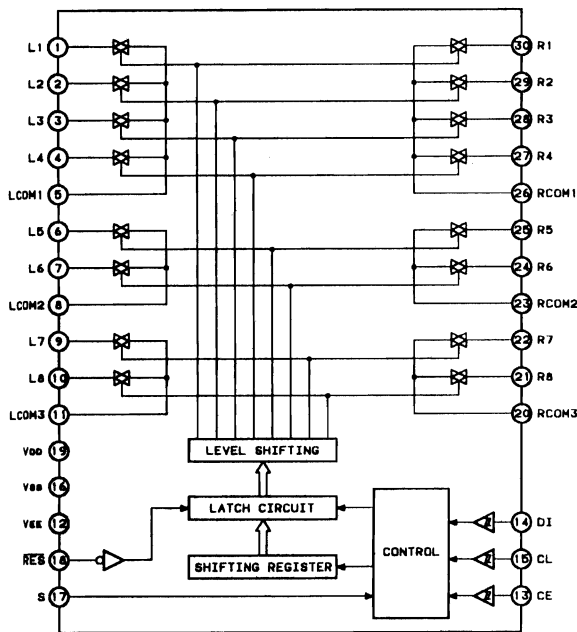 L1 1 30 R1
L2 2 29 R2
L3 3 28 R3
L4 4 27 R4
LCOM1 5 26 RCOM1
L5 6 25 R5
L6 7 24 R6
LCOM2 8 23 RCOM2
L7 9 22 R7
L8 10 21 R8
LCOM3 11 20 RCOM3
LEVEL SHIFTING
VDD 19
VSS 16
LATCH CIRCUIT
VEE 12 14 DI
CONTROL
RES 18 15 CL
SHIFTING REGISTER
S 17 13 CE